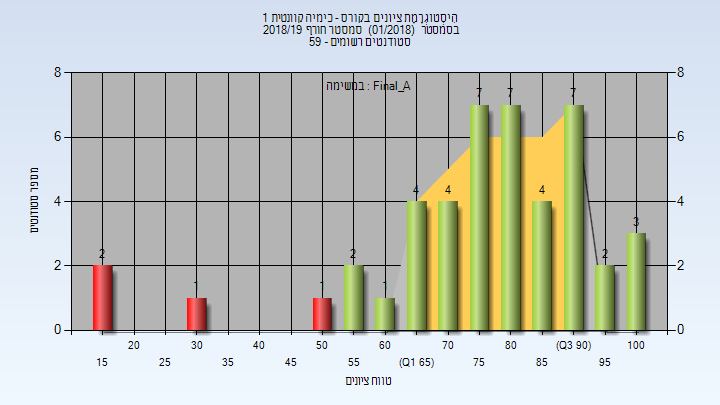 היסטוגרמת ציונים בקורס - כימיה קוונטית 1
בסמסטר (01/2018) סמסטר חורף 2018/19
סטודנטים רשומים - 59
במשימה : Final_A
מספר סטודנטים
8 8
6 6
4 4
2 2
0 0
2 1 1 2 1 4 4 7 7 4 7 2 3
20 30 40 50 60 70 80 (Q3 90) 100
15 25 35 45 55 (Q1 65) 75 85 95
טווח ציונים